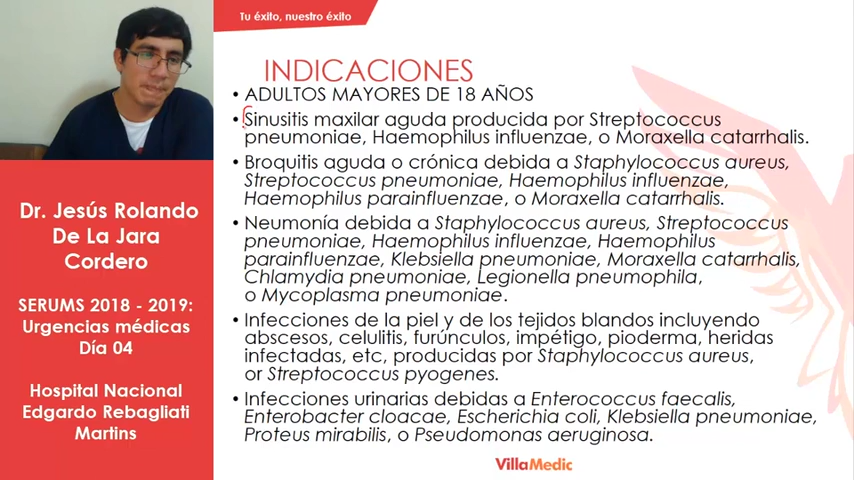 Tu éxito, nuestro éxito
INDICACIONES
• ADULTOS MAYORES DE 18 AÑOS
• Sinusitis maxilar aguda producida por Streptococcus
pneumoniae, Haemophilus influenzae, o Moraxella catarrhalis.
• Broquitis aguda o crónica debida a Staphylococcus aureus,
Streptococcus pneumoniae, Haemophilus influenzae,
Haemophilus parainfluenzae, o Moraxella catarrhalis.
• Neumonía debida a Staphylococcus aureus, Streptococcus
pneumoniae, Haemophilus influenzae, Haemophilus
parainfluenzae, Klebsiella pneumoniae, Moraxella catarrhalis,
Chlamydia pneumoniae, Legionella pneumophila,
o Mycoplasma pneumoniae.
• Infecciones de la piel y de los tejidos blandos incluyendo
abscesos, celulitis, furúnculos, impétigo, pioderma, heridas
infectadas, etc, producidas por Staphylococcus aureus,
or Streptococcus pyogenes.
• Infecciones urinarias debidas a Enterococcus faecalis,
Enterobacter cloacae, Escherichia coli, Klebsiella pneumoniae,
Proteus mirabilis, o Pseudomonas aeruginosa.
Dr. Jesús Rolando
De La Jara
Cordero
SERUMS 2018 - 2019:
Urgencias médicas
Día 04
Hospital Nacional
Edgardo Rebagliati
Martins
VillaMedic